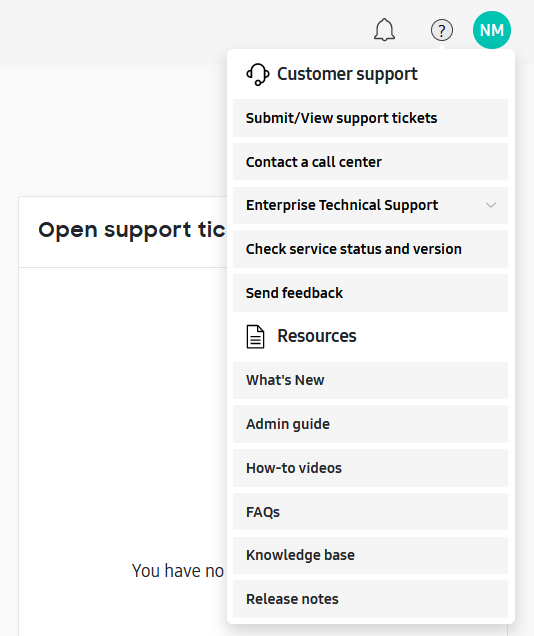 ?
NM
Customer support
Submit/View support tickets
Contact a call center
Enterprise Technical Support
Check service status and version
Send feedback
Resources
What's New
Admin guide
How-to videos
FAQs
Knowledge base
Release notes
Open support tic
You have no